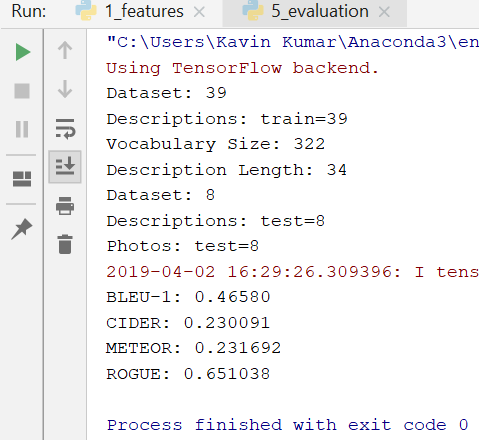 Run:
1_features
5_evaluation
"C:\Users\Kavin Kumar\Anaconda3\en
Using TensorFlow backend.
Dataset: 39
Descriptions: train=39
Vocabulary Size: 322
Description Length: 34
Dataset: 8
Descriptions: test=8
Photos: test=8
2019-04-02 16:29:26.309396: I tens
BLEU-1: 0.46580
CIDER: 0.230091
METEOR: 0.231692
ROGUE: 0.651038
Process finished with exit code 0